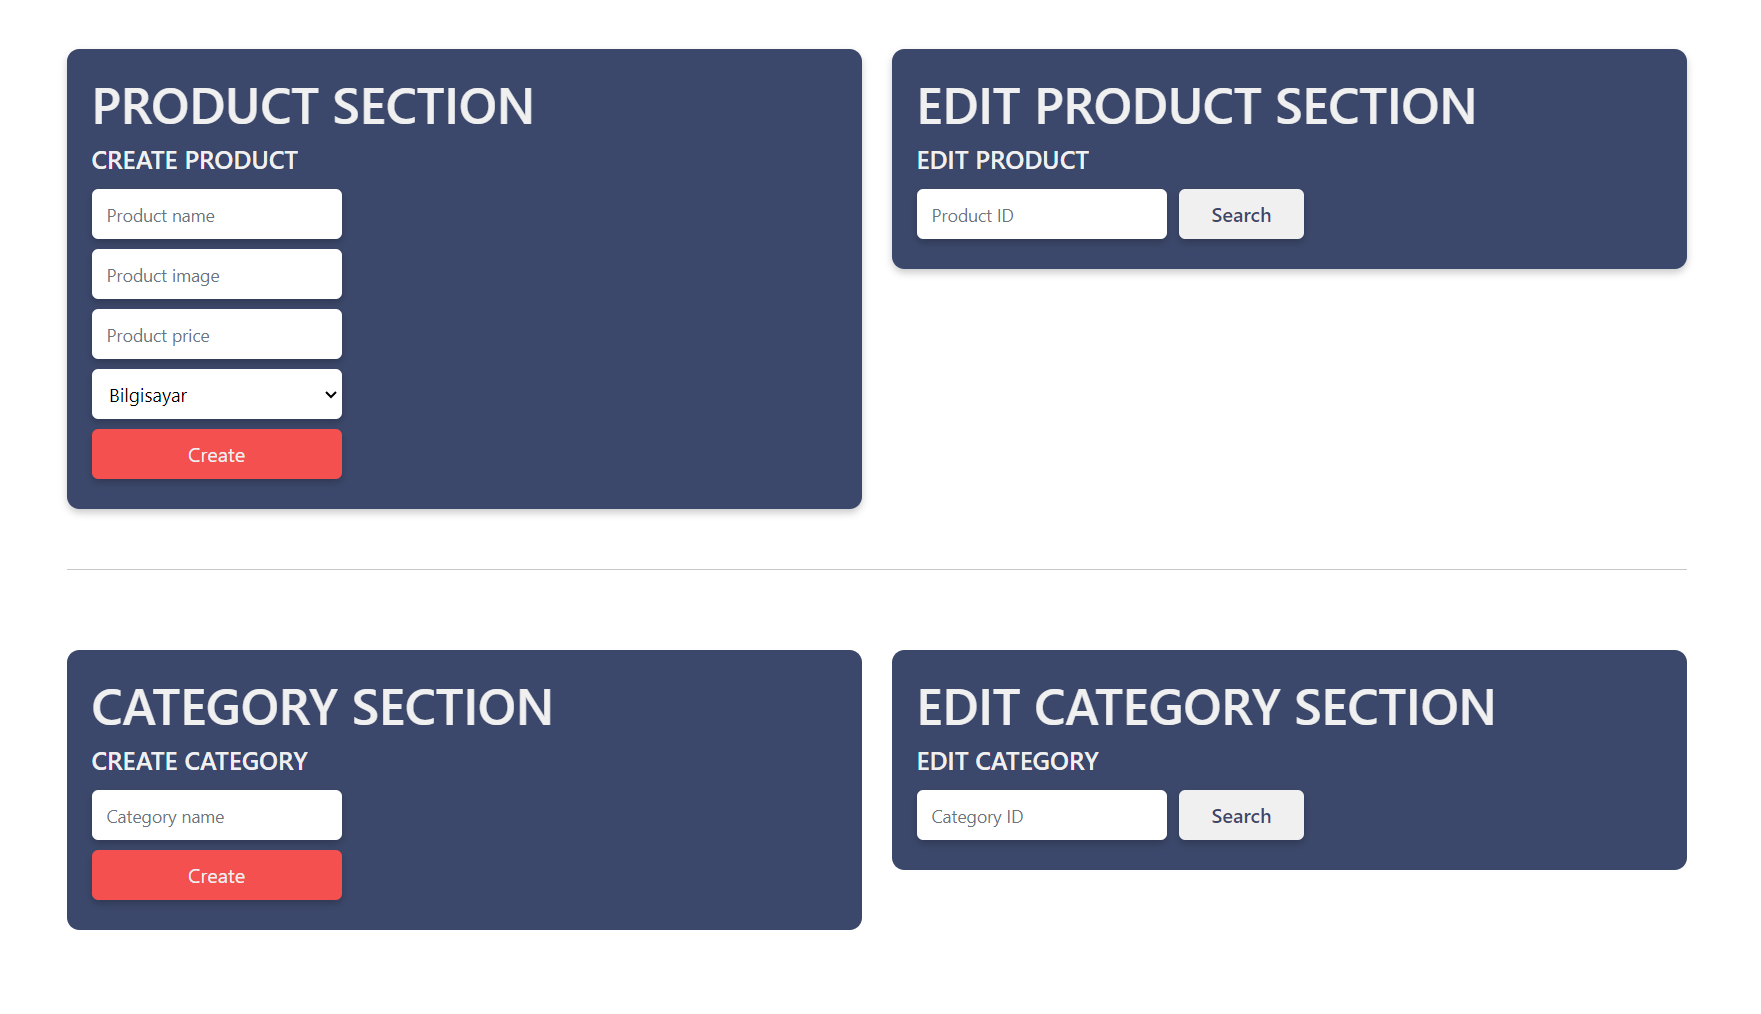 PRODUCT SECTION
CREATE PRODUCT
Product name
Product image
Product price
Bilgisayar
Create
EDIT PRODUCT SECTION
EDIT PRODUCT
Product ID
Search
CATEGORY SECTION
CREATE CATEGORY
Category name
Create
EDIT CATEGORY SECTION
EDIT CATEGORY
Category ID
Search